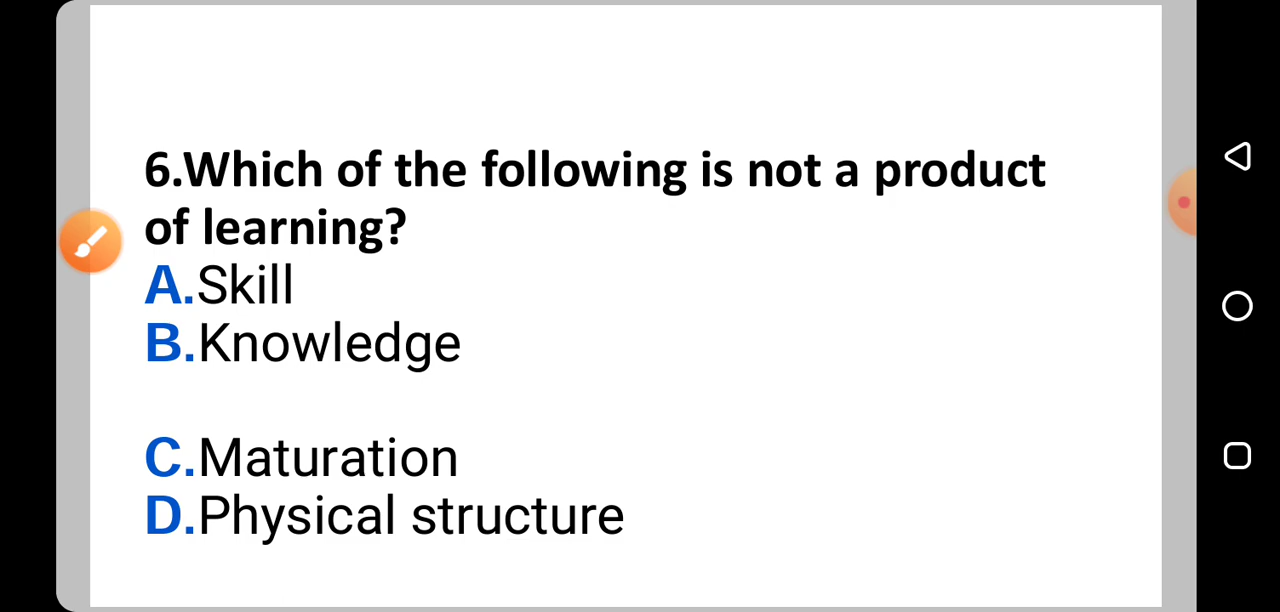 6.Which of the following is not a product
of learning?
A.Skill
B.Knowledge
C.Maturation
D.Physical structure